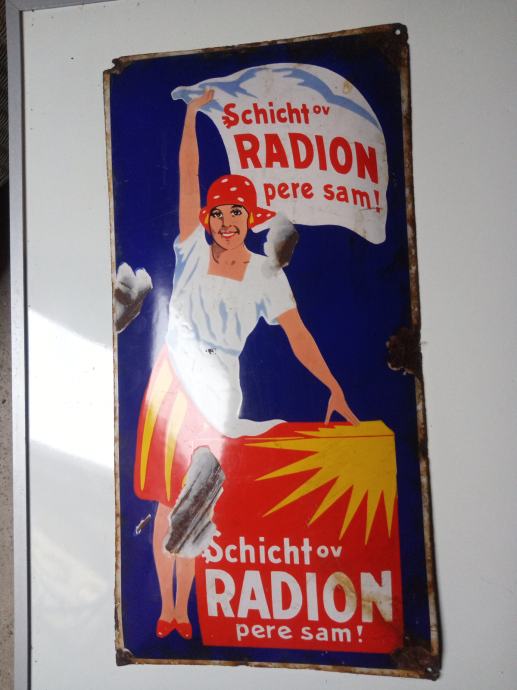 Schicht ov
RADION
pere sam!
Schicht ov
RADION
pere sam!